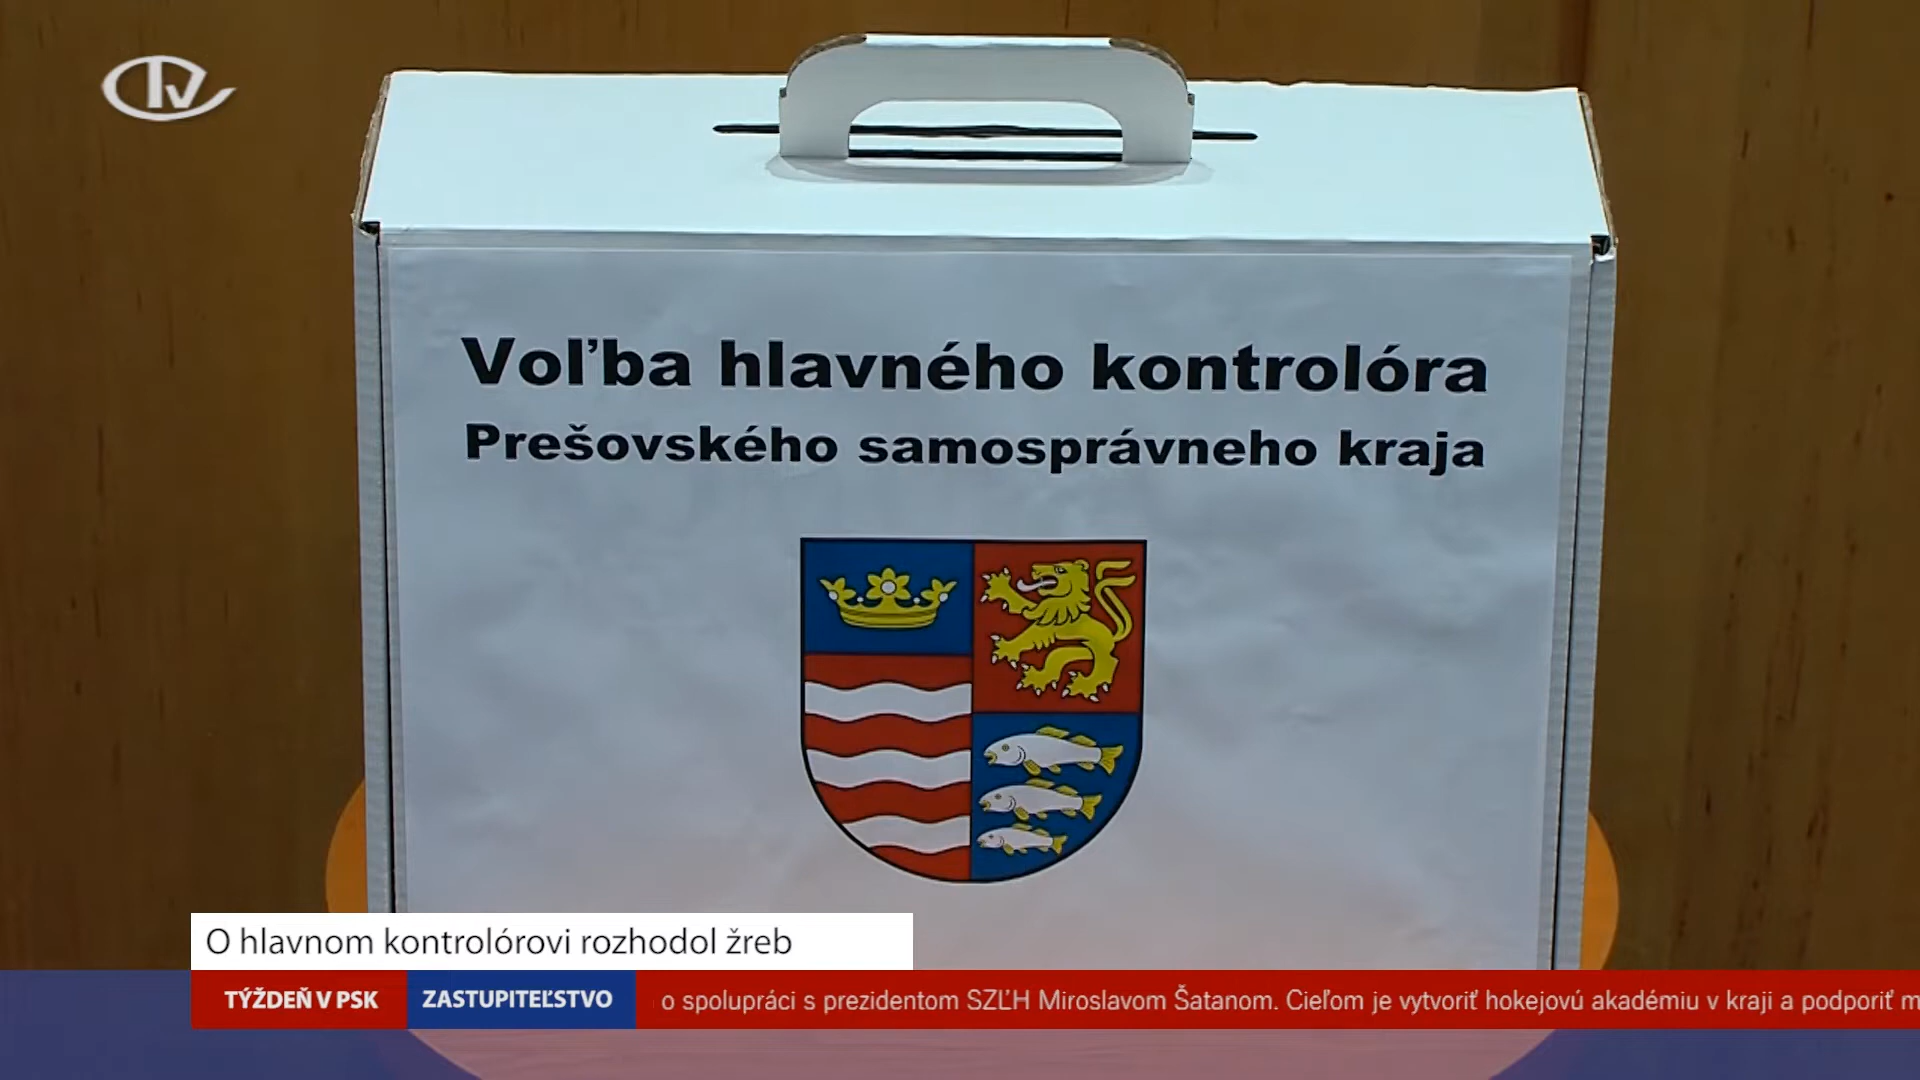 TV
Voľba hlavného kontrolóra
Prešovského samosprávneho kraja
O hlavnom kontrolórovi rozhodol žreb
TÝŽDEŇ V PSK
ZASTUPITEĽSTVO
o spolupráci s prezidentom SZĽH Miroslavom Šatanom. Cieľom je vytvoriť hokejovú akadémiu v kraji a podporiť m